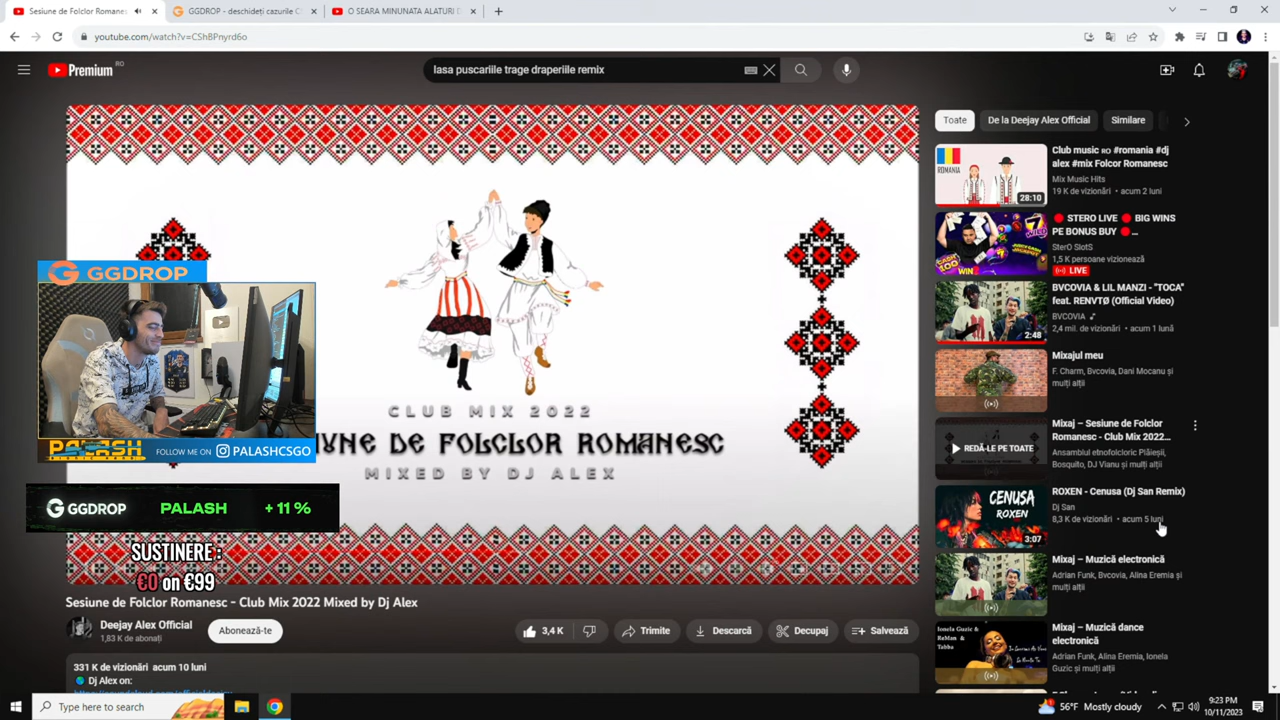 Sesiune de Folclor Romanes
GGDROP - deschideți cazurile C
O SEARA MINUNATA ALATURI D
youtube.com/watch?v=CShBPnyrd6o
Premium RO
lasa puscariile trage draperiile remix
Toate
De la Deejay Alex Official
Similare
CLUB MIX 2022
IUNE DE FOLCLOR ROMANESC
MIXED BY DJ ALEX
GGDROP
PALASH
FOLLOW ME ON PALASHCSGO
GGDROP PALASH + 11 %
SUSTINERE :
€0 on €99
Sesiune de Folclor Romanesc - Club Mix 2022 Mixed by Dj Alex
Deejay Alex Official
1,83 K de abonați
Abonează-te
3,4 K
Trimite
Descarcă
Decupaj
Salvează
331 K de vizionări acum 10 luni
Dj Alex on:
ROMANIA
28:10
Club music RO #romania #dj
alex #mix Folcor Romanesc
Mix Music Hits
19 K de vizionări • acum 2 luni
STERO LIVE BIG WINS
PE BONUS BUY ...
SterO SlotS
1,5 K persoane vizionează
LIVE
BVCOVIA & LIL MANZI - "TOCA"
feat. RENVTØ (Official Video)
BVCOVIA
2,4 mil. de vizionări • acum 1 lună
2:48
Mixajul meu
F. Charm, Bvcovia, Dani Mocanu și
mulți alții
REDĂ-LE PE TOATE
Mixaj – Sesiune de Folclor
Romanesc - Club Mix 2022...
Ansamblul etnofolcloric Plăieșii,
Bosquito, DJ Vianu și mulți alții
CENUSA
ROXEN
3:07
ROXEN - Cenusa (Dj San Remix)
Dj San
8,3 K de vizionări • acum 5 luni
Mixaj – Muzică electronică
Adrian Funk, Bvcovia, Alina Eremia și
mulți alții
Ionela Guzic &
ReMan &
Tabba
Mixaj – Muzică dance
electronică
Adrian Funk, Alina Eremia, Ionela
Guzic și mulți alții
Type here to search
56°F Mostly cloudy
9:23 PM
10/11/2023